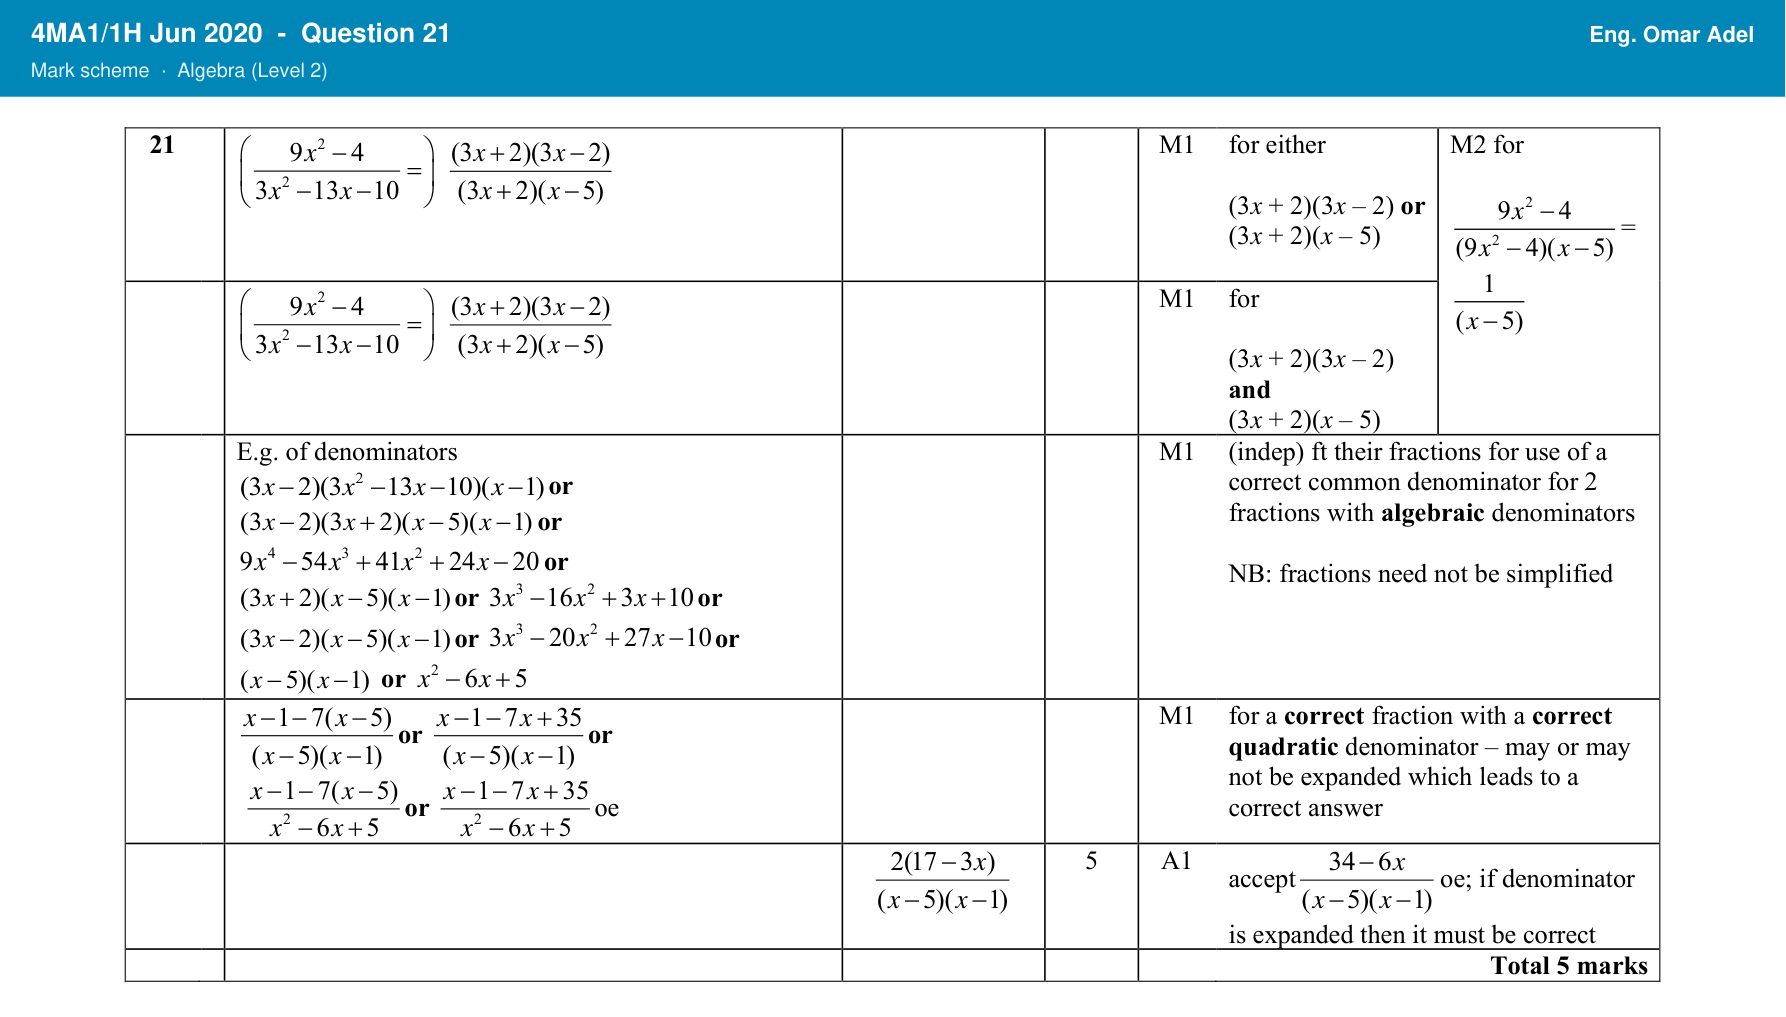 4MA1/1H Jun 2020 - Question 21
Eng. Omar Adel
Mark scheme · Algebra (Level 2)
21
(9x² – 4 / 3x² –13x –10 =) (3x+2)(3x–2) / (3x+2)(x–5)
M1
for either
(3x + 2)(3x – 2) or
(3x + 2)(x – 5)
M2 for
9x² – 4 / (9x² – 4)(x – 5) =
1 / (x – 5)
(9x² – 4 / 3x² –13x –10 =) (3x+2)(3x–2) / (3x+2)(x–5)
M1
for
(3x + 2)(3x – 2)
and
(3x + 2)(x – 5)
E.g. of denominators
(3x–2)(3x² –13x–10)(x–1) or
(3x–2)(3x+2)(x–5)(x–1) or
9x⁴ –54x³ +41x² +24x–20 or
(3x+2)(x–5)(x–1) or 3x³ –16x² +3x+10 or
(3x–2)(x–5)(x–1) or 3x³ –20x² +27x–10 or
(x–5)(x–1) or x² –6x+5
M1
(indep) ft their fractions for use of a
correct common denominator for 2
fractions with algebraic denominators
NB: fractions need not be simplified
x–1–7(x–5) / (x–5)(x–1) or x–1–7x+35 / (x–5)(x–1) or
x–1–7(x–5) / x² –6x+5 or x–1–7x+35 / x² –6x+5 oe
M1
for a correct fraction with a correct
quadratic denominator – may or may
not be expanded which leads to a
correct answer
2(17–3x) / (x–5)(x–1)
5
A1
accept 34–6x / (x–5)(x–1) oe; if denominator
is expanded then it must be correct
Total 5 marks